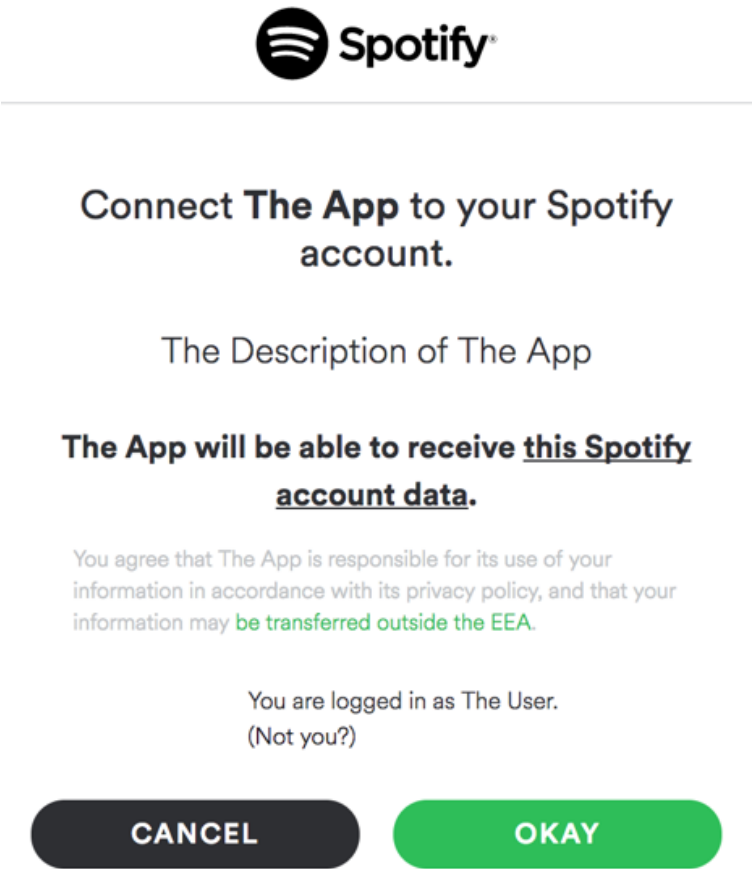 Spotify®
Connect The App to your Spotify
account.
The Description of The App
The App will be able to receive this Spotify
account data.
You agree that The App is responsible for its use of your
information in accordance with its privacy policy, and that your
information may be transferred outside the EEA.
You are logged in as The User.
(Not you?)
CANCEL
OKAY